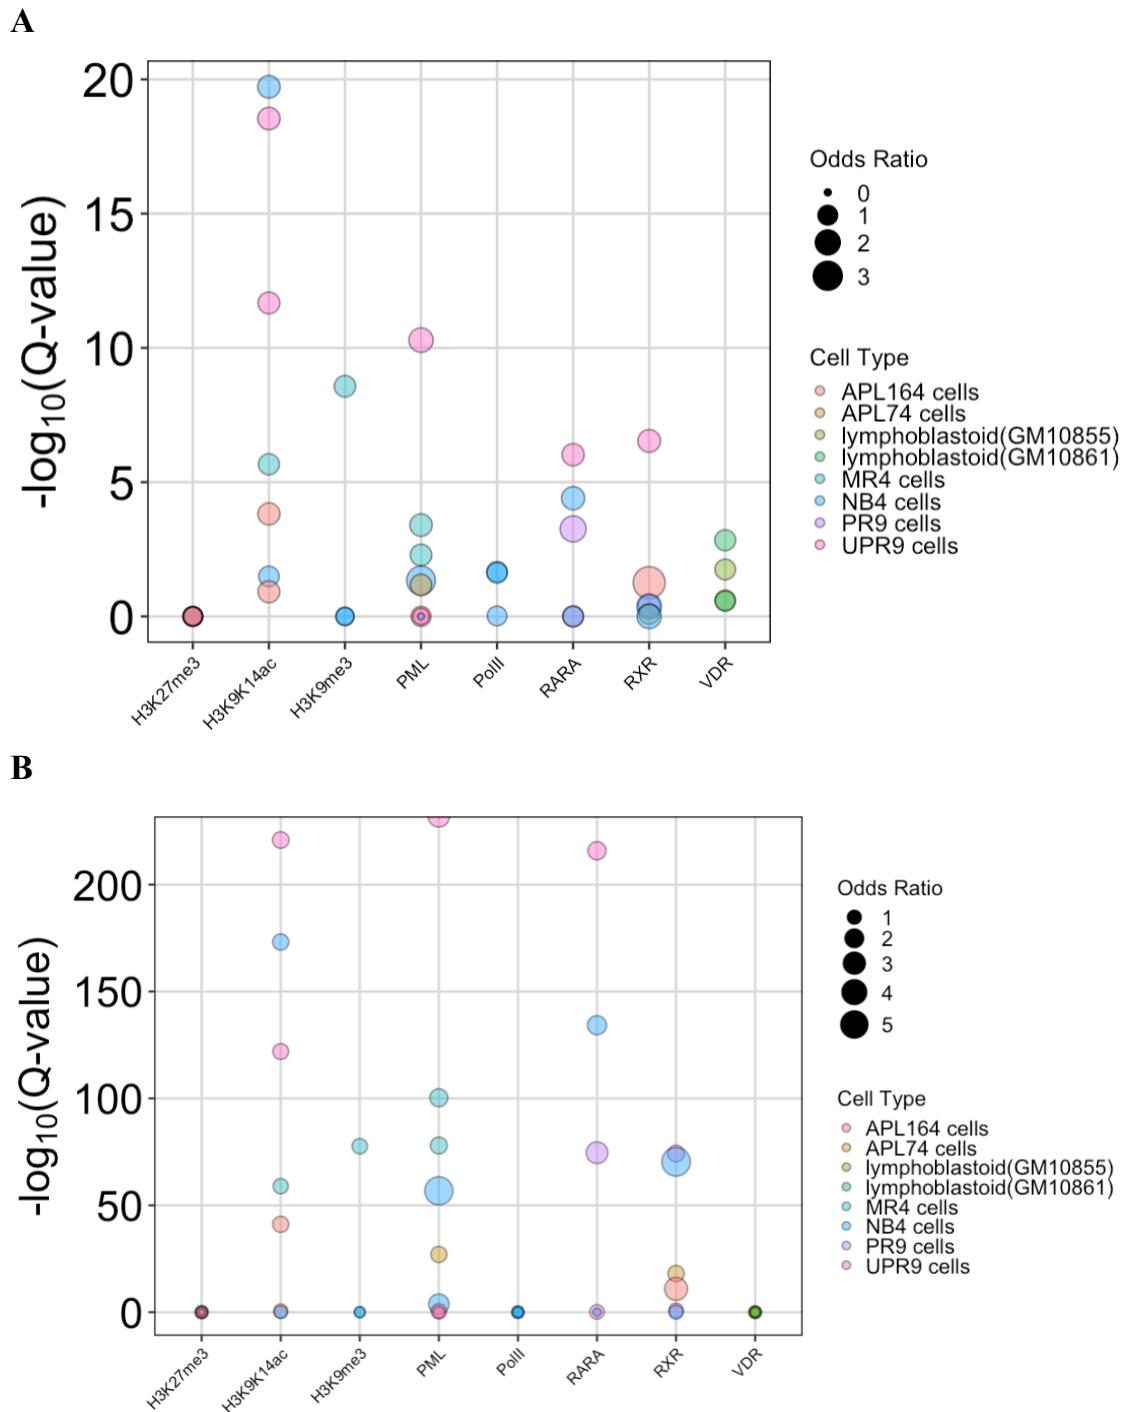 A
-log10(Q-value)
20
15
10
5
0
H3K27me3
H3K9K14ac
H3K9me3
PML
PolII
RARA
RXR
VDR
Odds Ratio
0
1
2
3
Cell Type
APL164 cells
APL74 cells
lymphoblastoid(GM10855)
lymphoblastoid(GM10861)
MR4 cells
NB4 cells
PR9 cells
UPR9 cells
B
-log10(Q-value)
200
150
100
50
0
H3K27me3
H3K9K14ac
H3K9me3
PML
PolII
RARA
RXR
VDR
Odds Ratio
1
2
3
4
5
Cell Type
APL164 cells
APL74 cells
lymphoblastoid(GM10855)
lymphoblastoid(GM10861)
MR4 cells
NB4 cells
PR9 cells
UPR9 cells